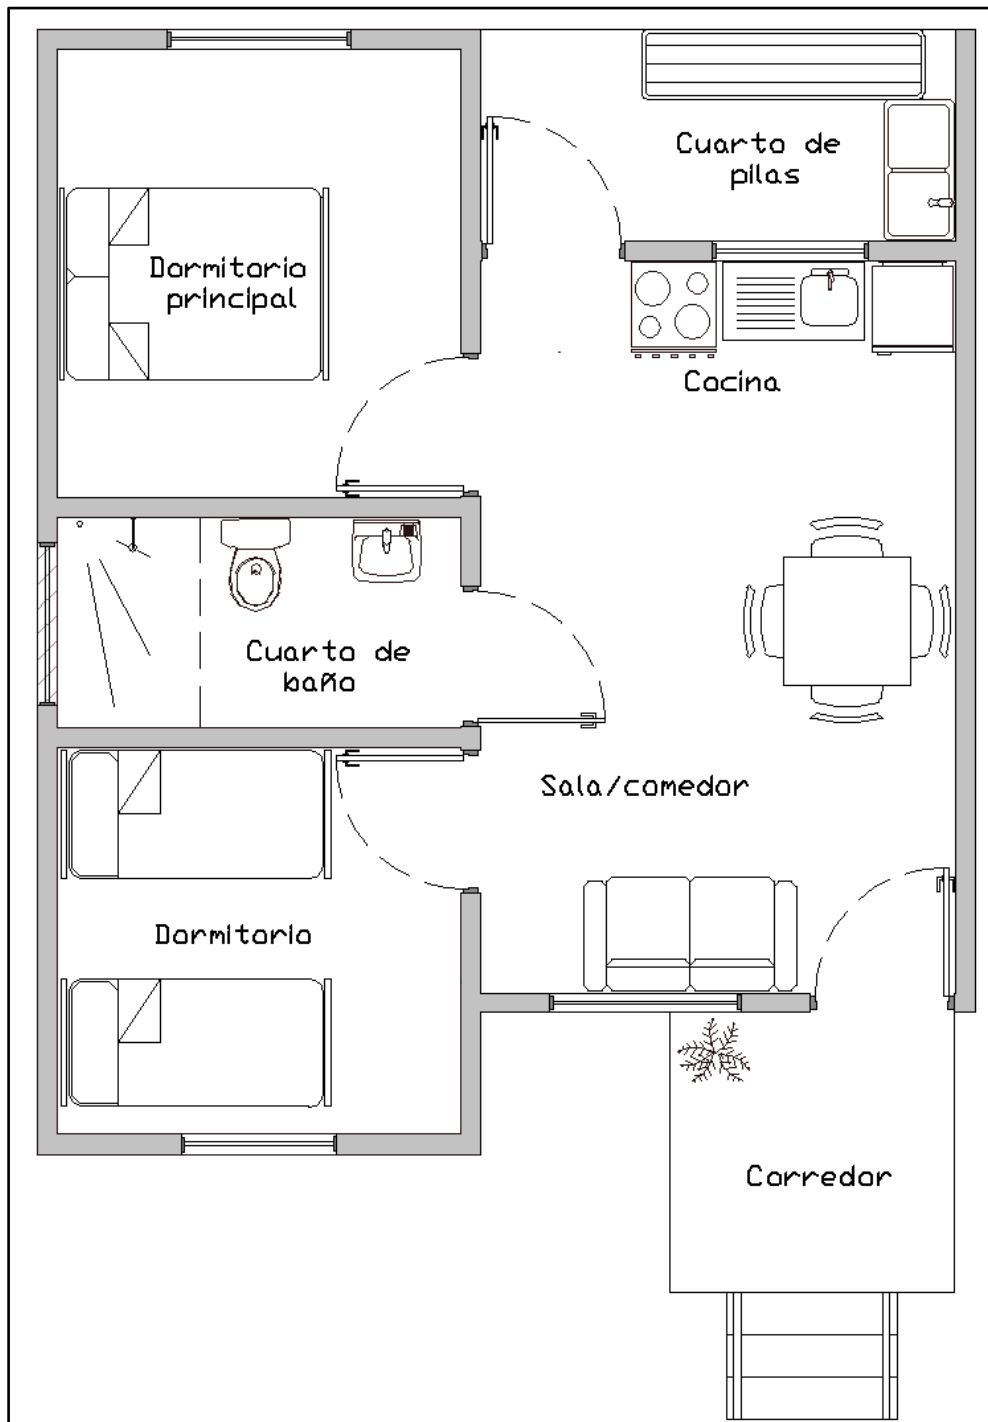 Cuarto de
pilas
Dormitorio
principal
Cocina
Cuarto de
baño
Sala/comedor
Dormitorio
Corredor